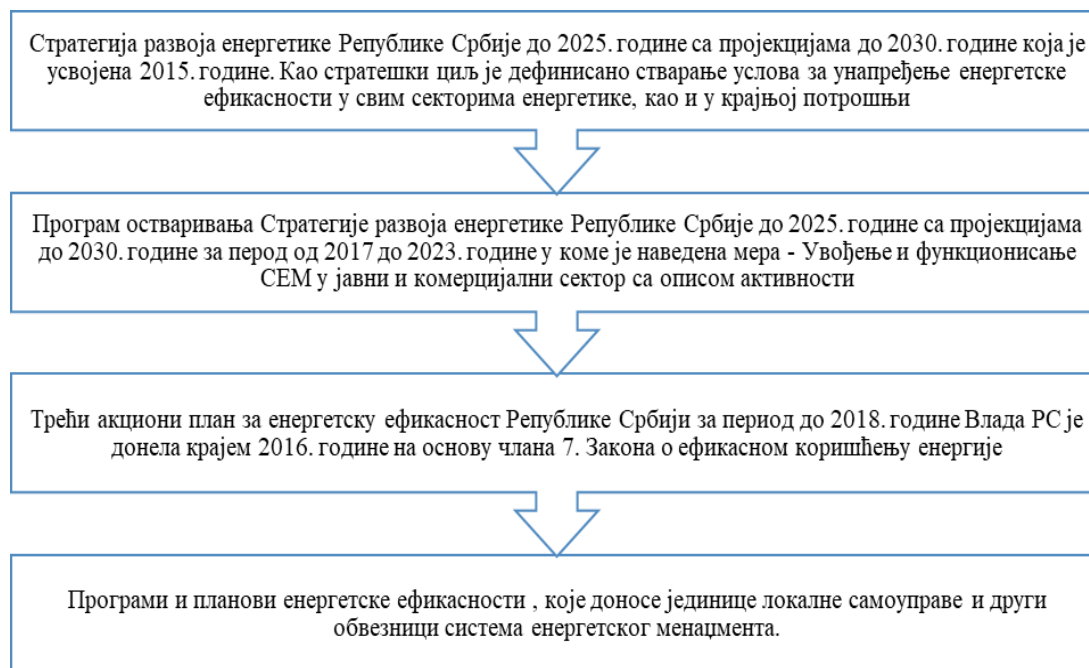 Стратегија развоја енергетике Републике Србије до 2025. године са пројекцијама до 2030. године која је
усвојена 2015. године. Као стратешки циљ је дефинисано стварање услова за унапређење енергетске
ефикасности у свим секторима енергетике, као и у крајњој потрошњи
Програм остваривања Стратегије развоја енергетике Републике Србије до 2025. године са пројекцијама
до 2030. године за перод од 2017 до 2023. године у коме је наведена мера - Увођење и функционисање
СЕМ у јавни и комерцијални сектор са описом активности
Трећи акциони план за енергетску ефикасност Републике Србији за период до 2018. године Влада РС је
донела крајем 2016. године на основу члана 7. Закона о ефикасном коришћењу енергије
Програми и планови енергетске ефикасности , које доносе јединице локалне самоуправе и други
обвезници система енергетског менаџмента.